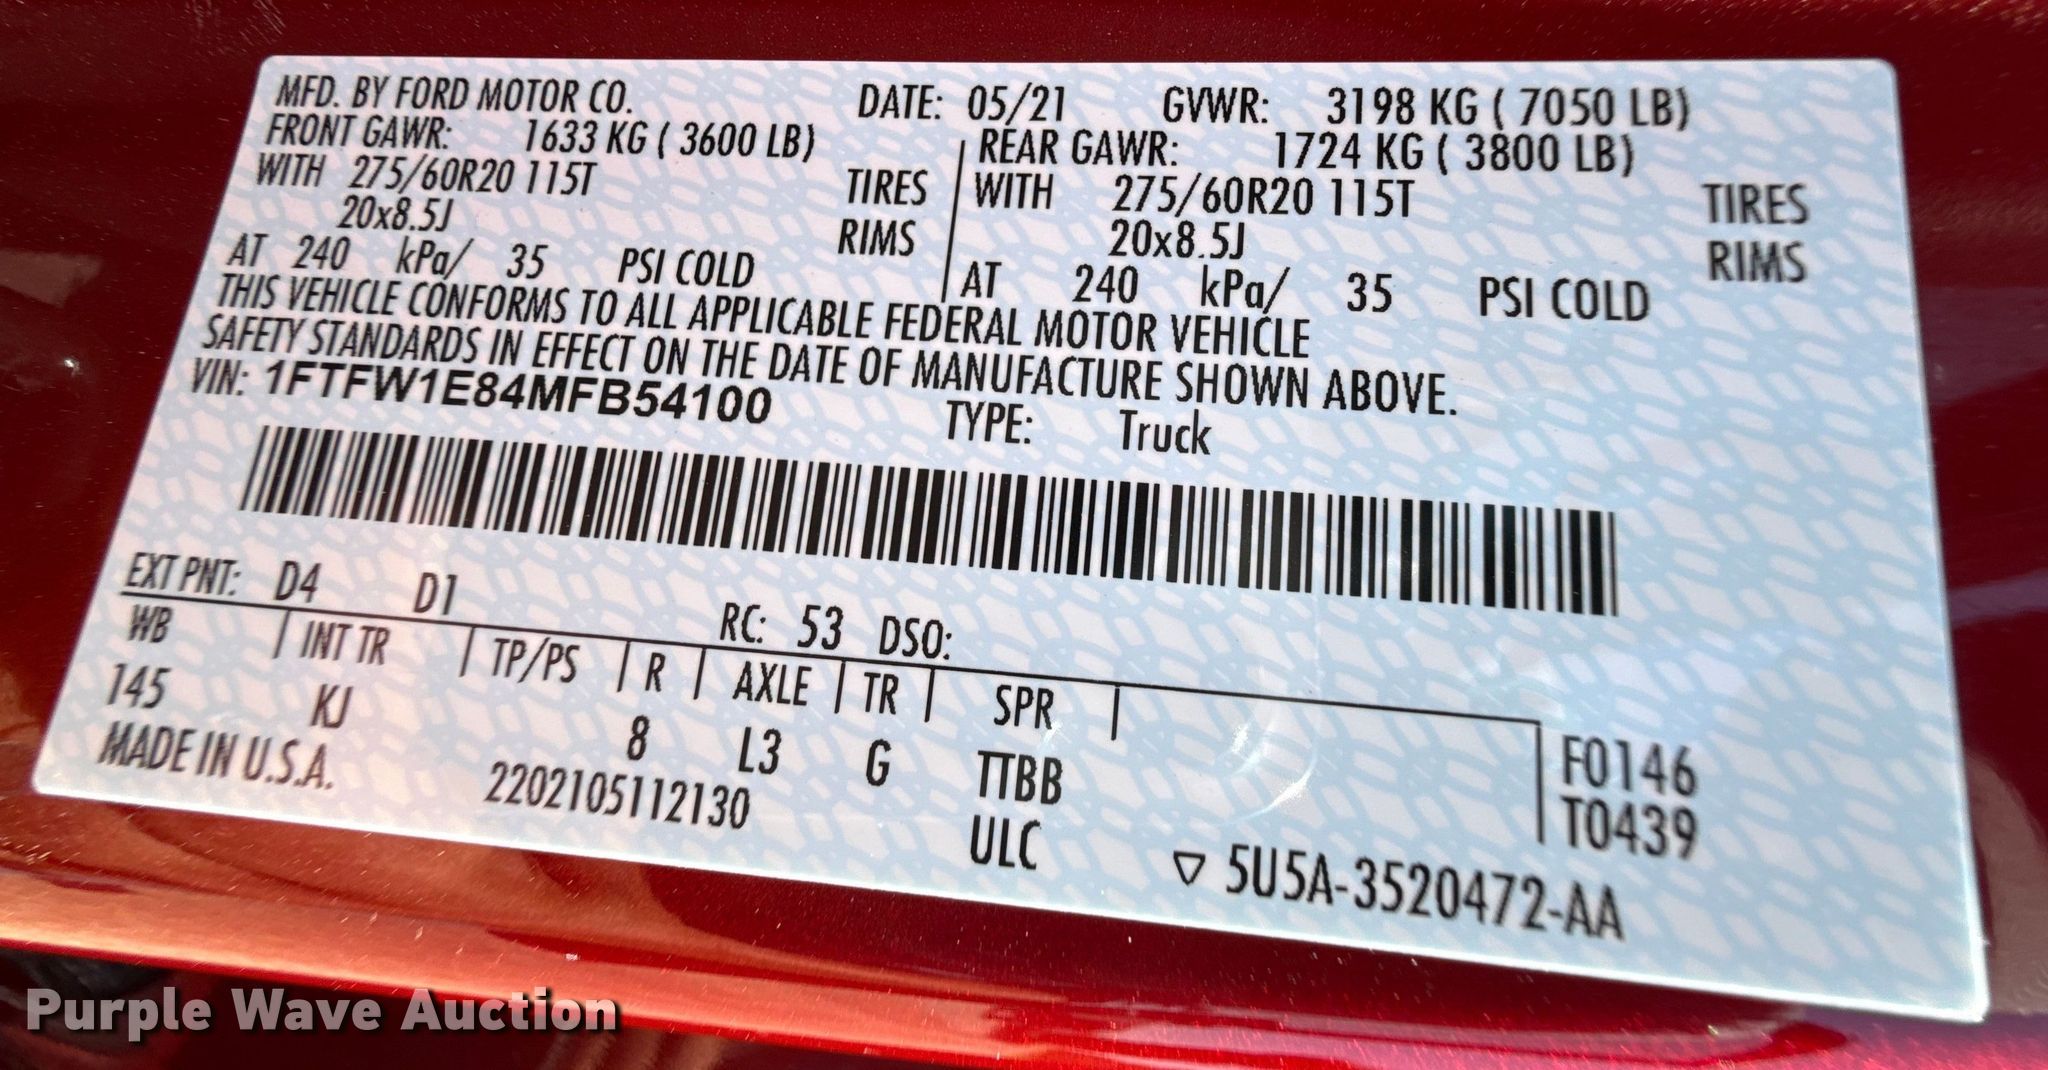 MFD. BY FORD MOTOR CO. DATE: 05/21 GVWR: 3198 KG ( 7050 LB)
FRONT GAWR: 1633 KG ( 3600 LB) REAR GAWR: 1724 KG ( 3800 LB)
WITH 275/60R20 115T TIRES WITH 275/60R20 115T TIRES
20x8.5J RIMS 20x8.5J RIMS
AT 240 kPa/ 35 PSI COLD AT 240 kPa/ 35 PSI COLD
THIS VEHICLE CONFORMS TO ALL APPLICABLE FEDERAL MOTOR VEHICLE
SAFETY STANDARDS IN EFFECT ON THE DATE OF MANUFACTURE SHOWN ABOVE.
VIN: 1FTFW1E84MFB54100 TYPE: Truck
EXT PNT: D4 D1 RC: 53 DSO:
WB INT TR TP/PS R AXLE TR SPR
145 KJ 8 L3 G TTBB F0146
MADE IN U.S.A. 2202105112130 ULC T0439
▽ 5U5A-3520472-AA
Purple Wave Auction